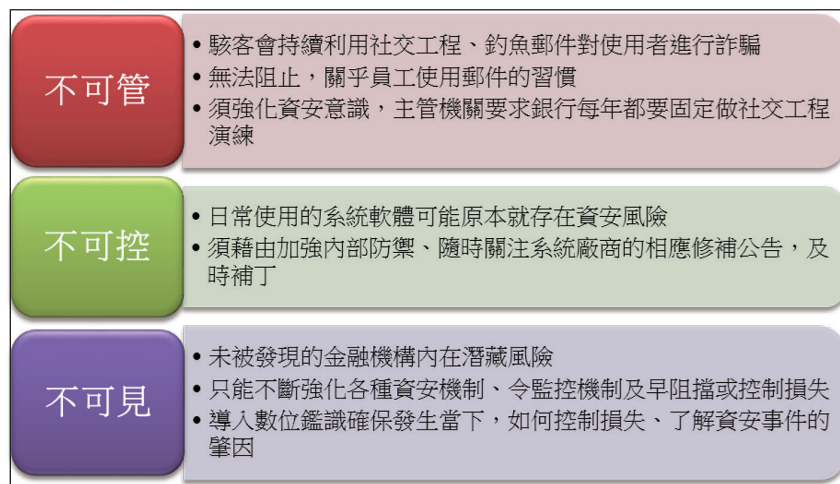 不可管
• 駭客會持續利用社交工程、釣魚郵件對使用者進行詐騙
• 無法阻止，關乎員工使用郵件的習慣
• 須強化資安意識，主管機關要求銀行每年都要固定做社交工程
演練
不可控
• 日常使用的系統軟體可能原本就存在資安風險
• 須藉由加強內部防禦、隨時關注系統廠商的相應修補公告，及
時補丁
不可見
• 未被發現的金融機構內在潛藏風險
• 只能不斷強化各種資安機制、令監控機制及早阻擋或控制損失
• 導入數位鑑識確保發生當下，如何控制損失、了解資安事件的
肇因